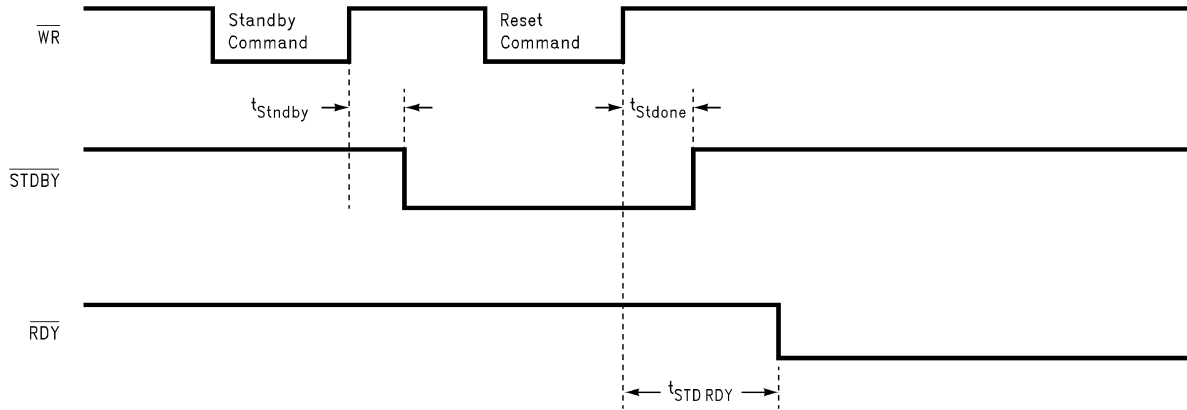 WR
Standby
Command
Reset
Command
tStndby
tStdone
STDBY
RDY
tSTD RDY